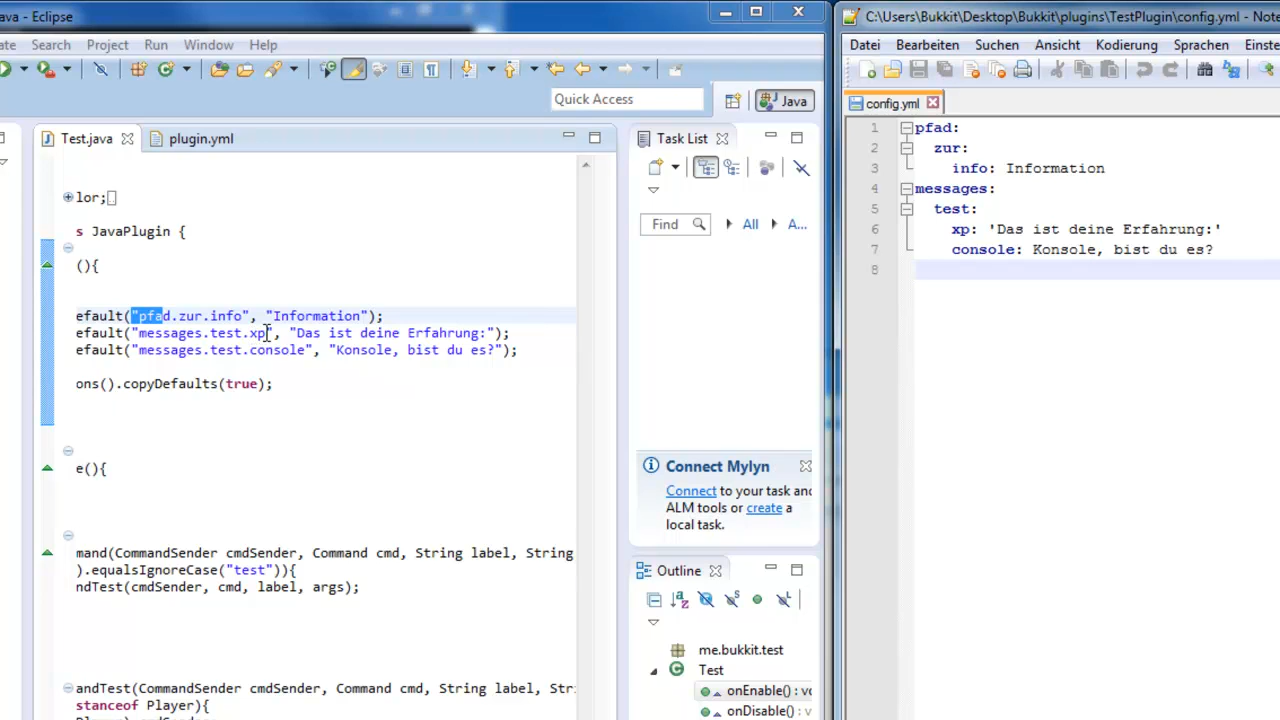 ava - Eclipse
ate Search Project Run Window Help
Quick Access
Java
Test.java
plugin.yml
lor;
s JavaPlugin {
(){
efault("pfad.zur.info", "Information");
efault("messages.test.xp", "Das ist deine Erfahrung:");
efault("messages.test.console", "Konsole, bist du es?");
ons().copyDefaults(true);
e(){
mand(CommandSender cmdSender, Command cmd, String label, String
).equalsIgnoreCase("test")){
ndTest(cmdSender, cmd, label, args);
andTest(CommandSender cmdSender, Command cmd, String label, Stri
stanceof Player){
Task List
Find
All
A...
Connect Mylyn
Connect to your task and
ALM tools or create a
local task.
Outline
me.bukkit.test
Test
onEnable() : vo
onDisable() : v
C:\Users\Bukkit\Desktop\Bukkit\plugins\TestPlugin\config.yml - Note
Datei Bearbeiten Suchen Ansicht Kodierung Sprachen Einste
config.yml
1 pfad:
2 zur:
3 info: Information
4 messages:
5 test:
6 xp: 'Das ist deine Erfahrung:'
7 console: Konsole, bist du es?
8